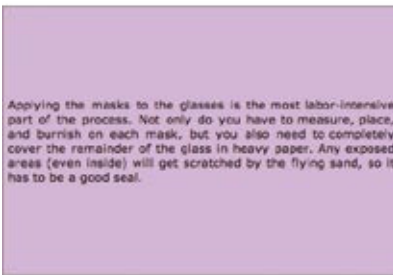 Applying the masks to the glasses is the most labor-intensive
part of the process. Not only do you have to measure, place,
and burnish on each mask, but you also need to completely
cover the remainder of the glass in heavy paper. Any exposed
areas (even inside) will get scratched by the flying sand, so it
has to be a good seal.